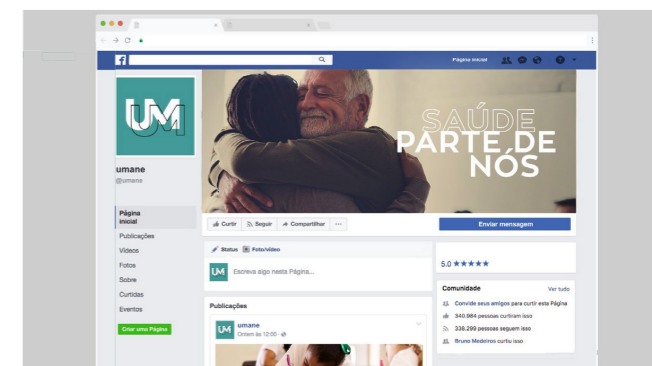 Página inicial
UM
SAÚDE
PARTE DE
NÓS
umane
@umane
Curtir
Seguir
Compartilhar
Enviar mensagem
Página
inicial
Publicações
Vídeos
Fotos
Sobre
Curtidas
Eventos
Criar uma Página
Status
Foto/vídeo
UM
Escreva algo nesta Página...
Publicações
UM
umane
Ontem às 12:00
5.0 ★★★★★
Comunidade
Ver tudo
Convide seus amigos para curtir esta Página
340.984 pessoas curtiram isso
338.299 pessoas seguem isso
Bruno Medeiros curtiu isso